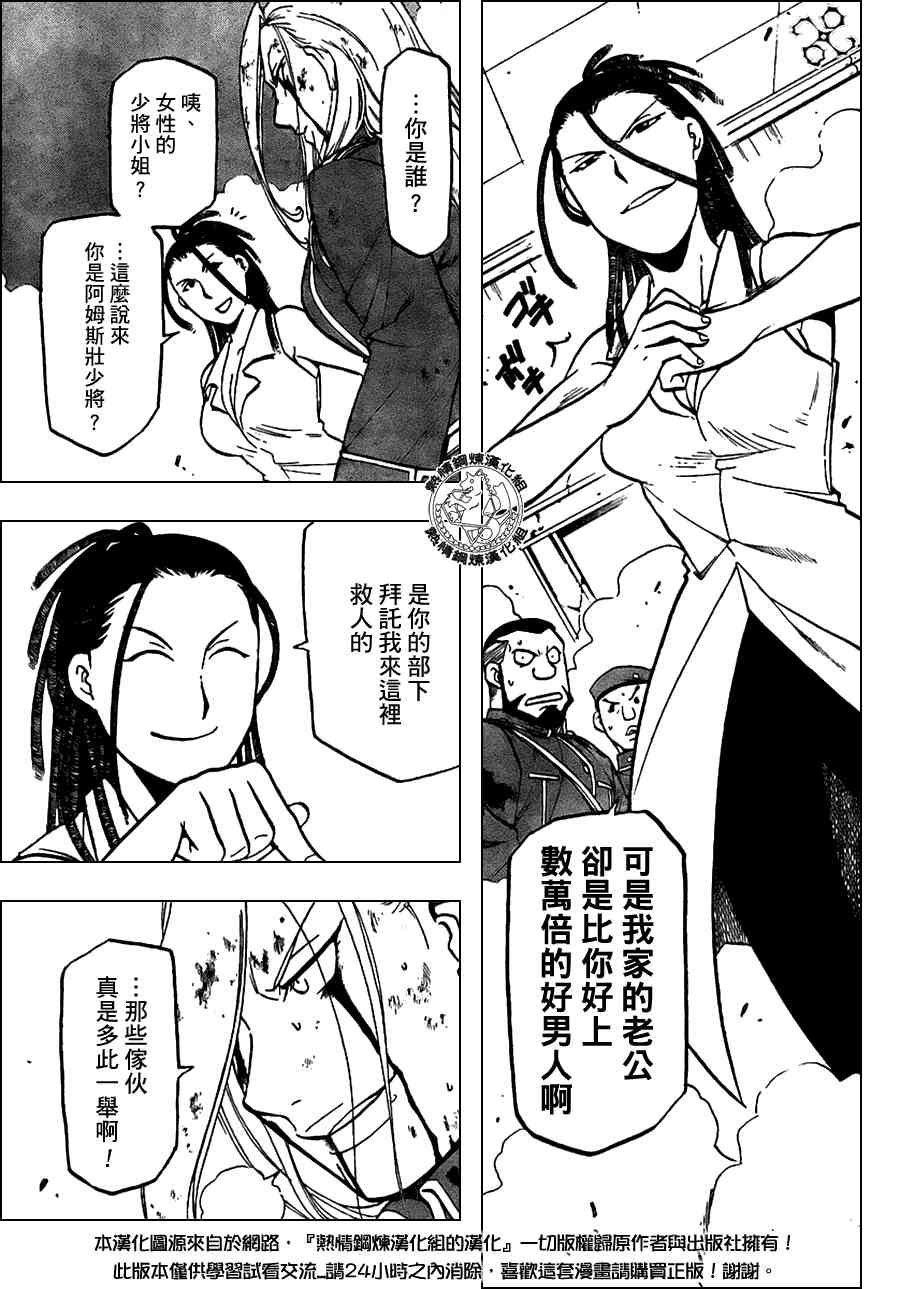 可是我家的老公
卻是比你好上
數萬倍的好男人啊
ゴキ
ボキ
…你是誰？
咦、
女性的
少將小姐？
…這麼說來
你是阿姆斯壯少將？
是你的部下
拜託我來這裡
救人的
…那些傢伙
真是多此一舉啊！
熱情鋼煉漢化組
熱情鋼煉漢化組
本漢化圖源來自於網路，『熱情鋼煉漢化組的漢化』一切版權歸原作者與出版社擁有！
此版本僅供學習試看交流…請24小時之內消除，喜歡這套漫畫請購買正版！謝謝。